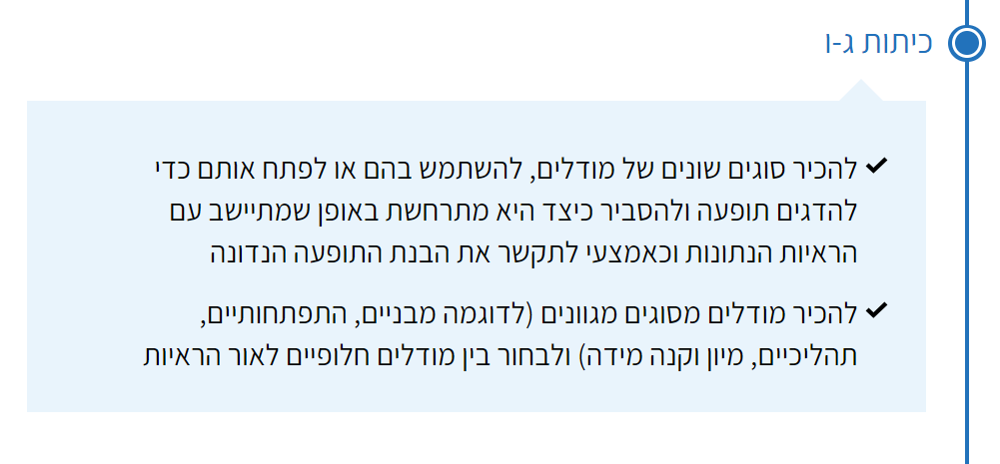 כיתות ג-ו
להכיר סוגים שונים של מודלים, להשתמש בהם או לפתח אותם כדי
להדגים תופעה ולהסביר כיצד היא מתרחשת באופן שמתיישב עם
הראיות הנתונות וכאמצעי לתקשר את הבנת התופעה הנדונה
להכיר מודלים מסוגים מגוונים (לדוגמה מבניים, התפתחותיים,
תהליכיים, מיון וקנה מידה) ולבחור בין מודלים חלופיים לאור הראיות